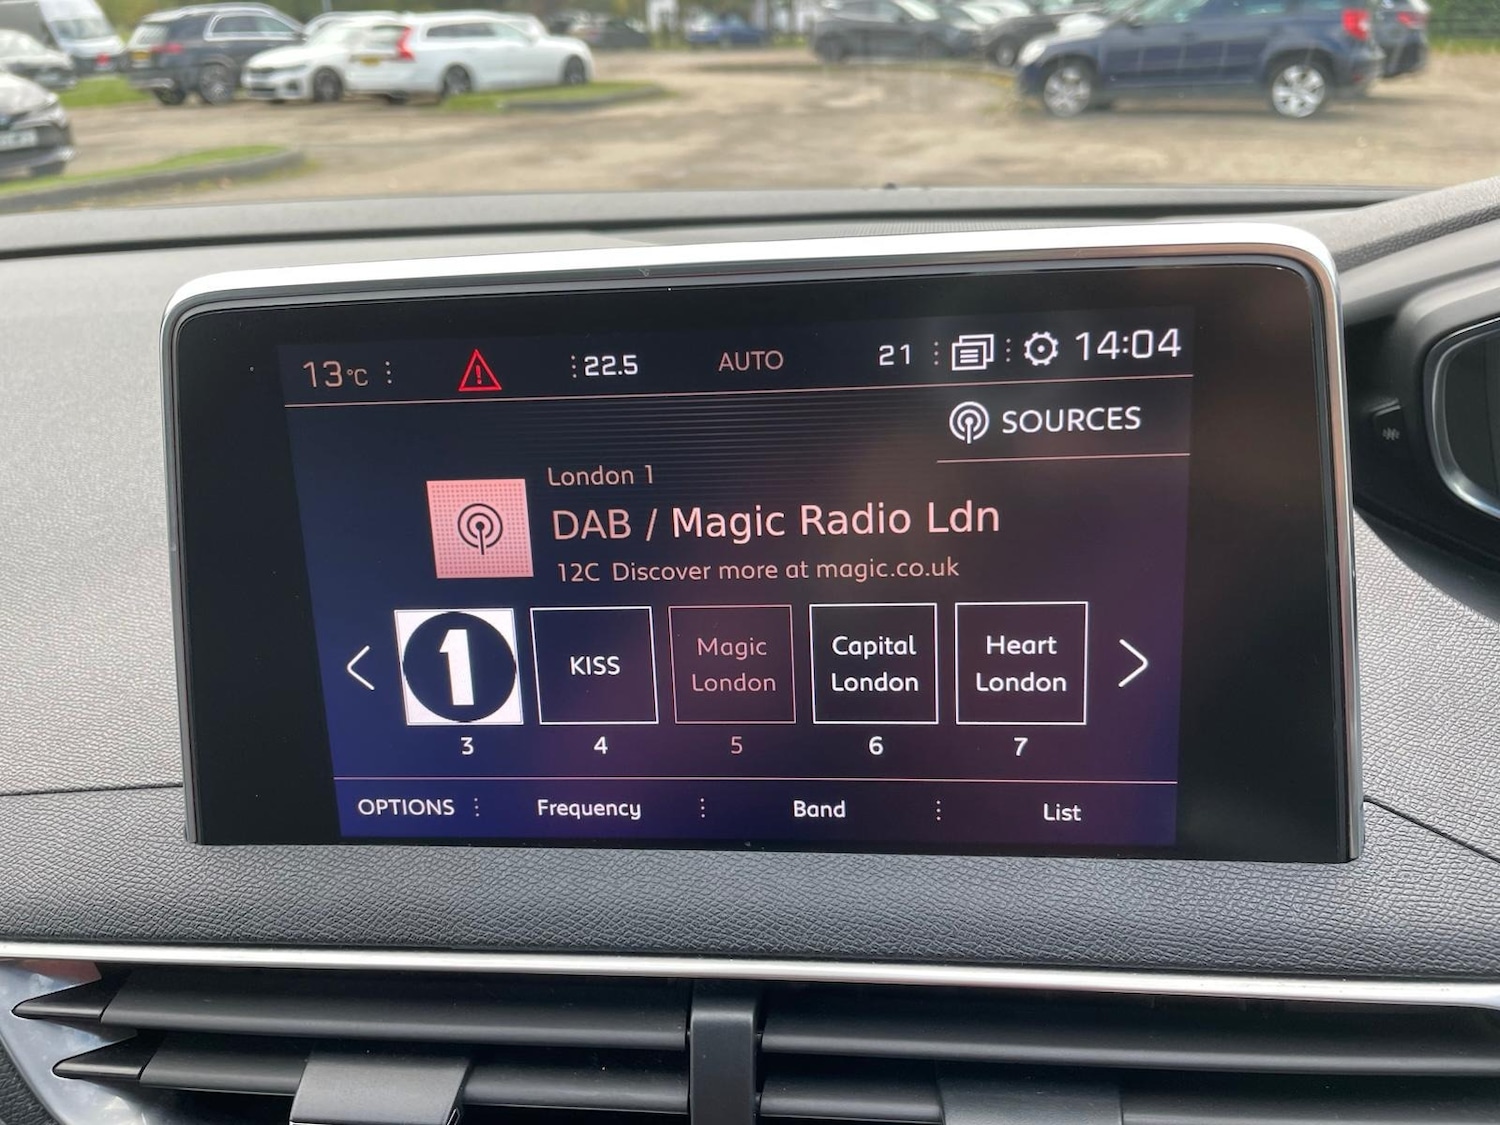 13°C 22.5 AUTO 21 14:04
SOURCES
London 1
DAB / Magic Radio Ldn
12C Discover more at magic.co.uk
1
KISS
Magic
London
Capital
London
Heart
London
3 4 5 6 7
OPTIONS Frequency Band List